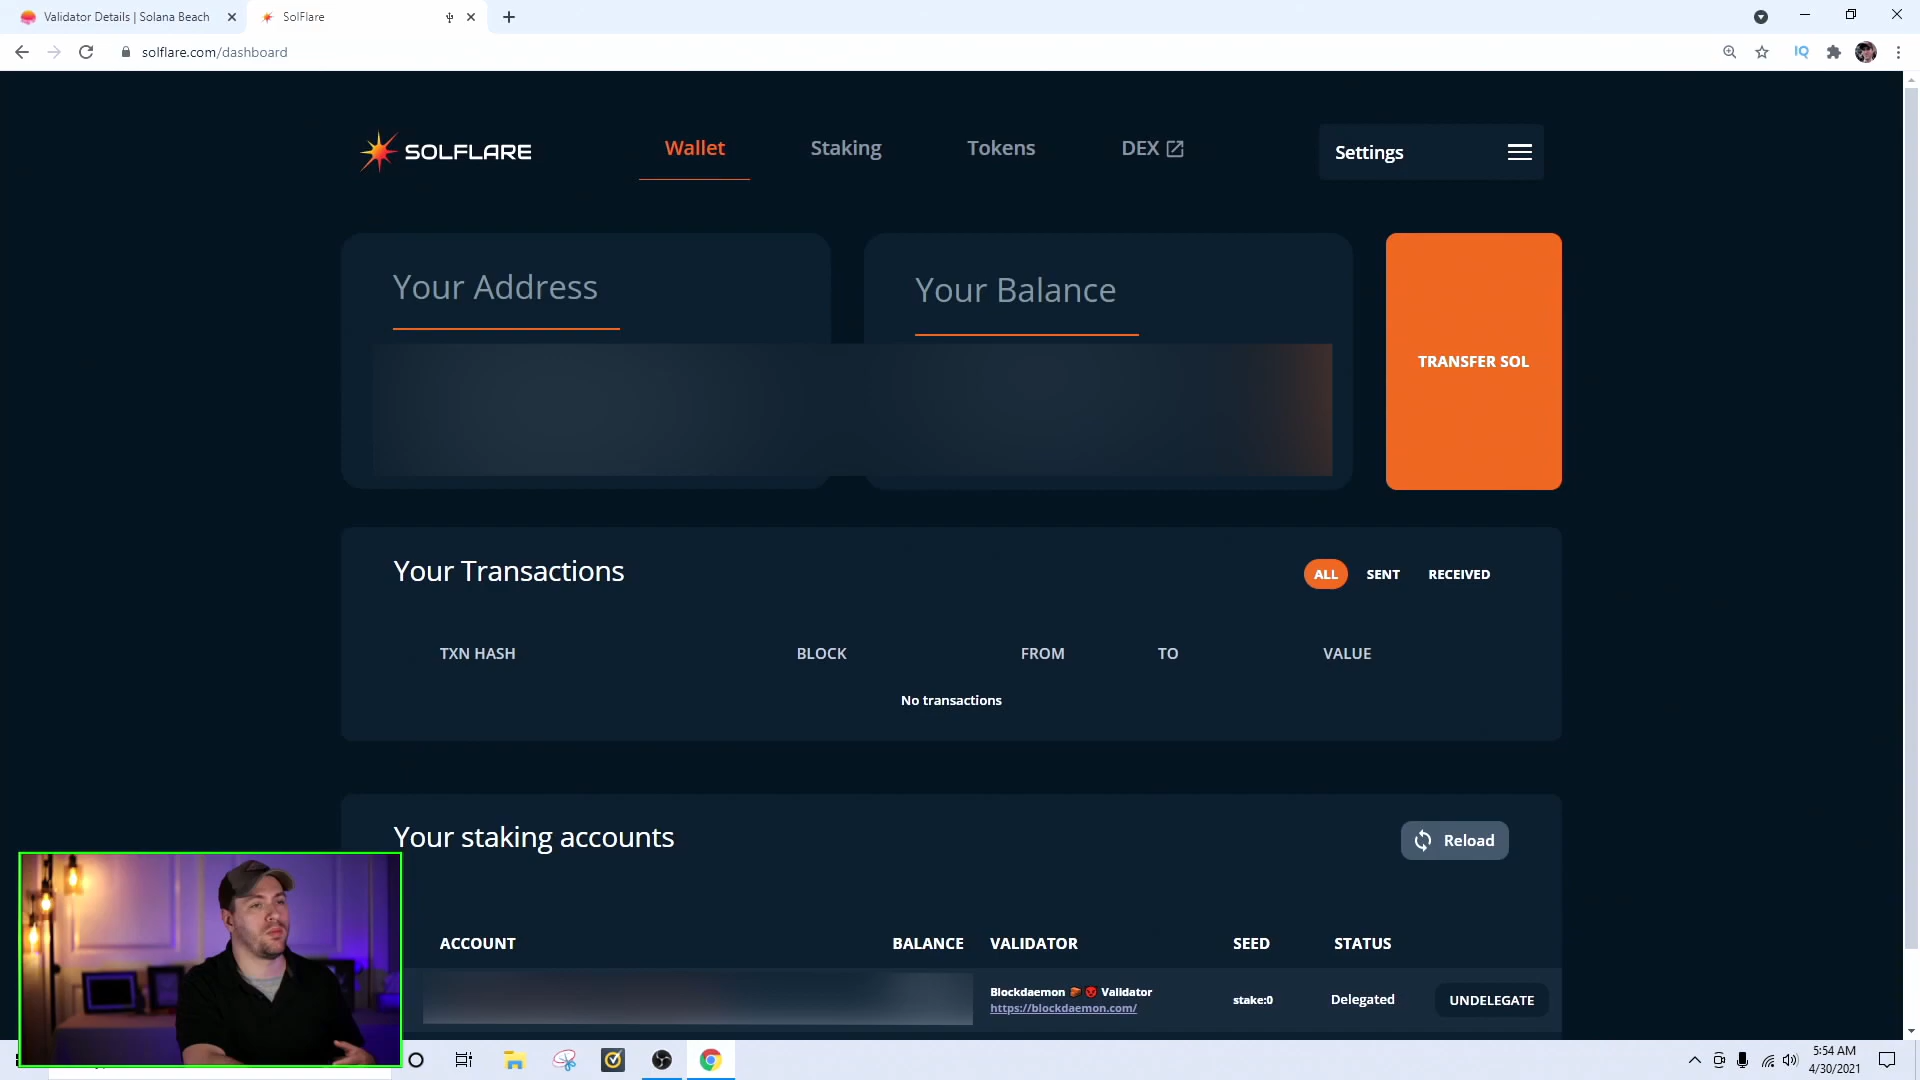 Validator Details | Solana Beach
SolFlare
solflare.com/dashboard
IQ
SOLFLARE
Wallet
Staking
Tokens
DEX
Settings
Your Address
Your Balance
TRANSFER SOL
Your Transactions
ALL
SENT
RECEIVED
TXN HASH
BLOCK
FROM
TO
VALUE
No transactions
Your staking accounts
Reload
ACCOUNT
BALANCE
VALIDATOR
SEED
STATUS
Blockdaemon Validator
https://blockdaemon.com/
stake:0
Delegated
UNDELEGATE
5:54 AM
4/30/2021